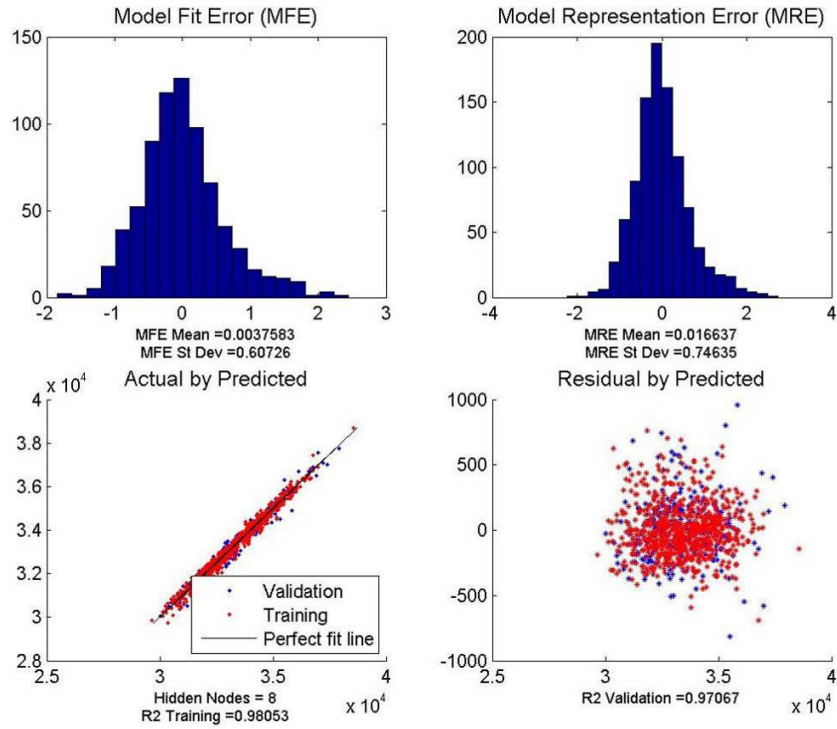 Model Fit Error (MFE)
150
100
50
0
-2 -1 0 1 2 3
MFE Mean =0.0037583
MFE St Dev =0.60726
Model Representation Error (MRE)
200
150
100
50
0
-4 -2 0 2 4
MRE Mean =0.016637
MRE St Dev =0.74635
Actual by Predicted
x 10^4
4
3.8
3.6
3.4
3.2
3
2.8
2.5 3 3.5 4
x 10^4
Validation
Training
Perfect fit line
Hidden Nodes = 8
R2 Training =0.98053
Residual by Predicted
1000
500
0
-500
-1000
2.5 3 3.5 4
x 10^4
R2 Validation =0.97067